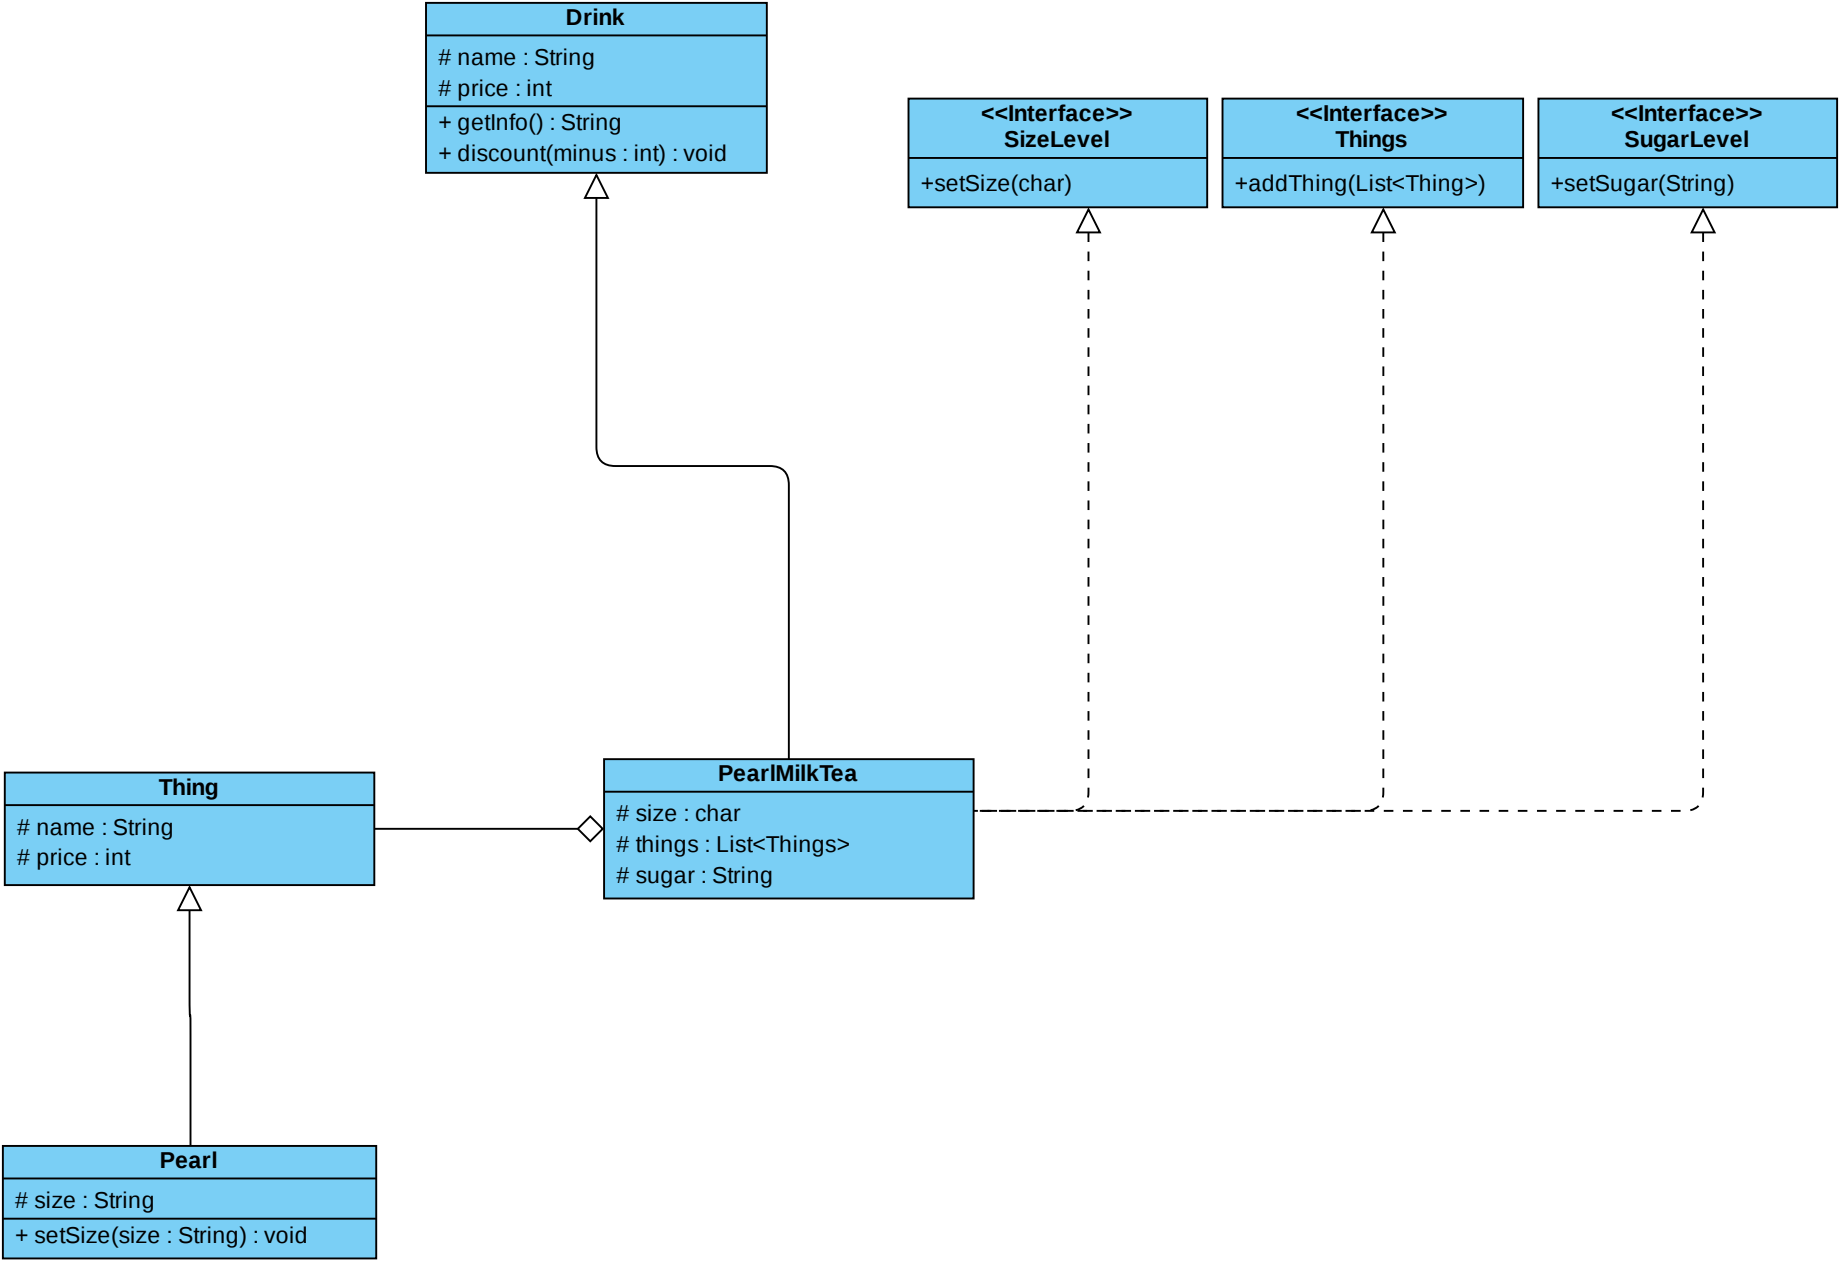 Drink
# name : String
# price : int
+ getInfo() : String
+ discount(minus : int) : void
<<Interface>>
SizeLevel
+setSize(char)
<<Interface>>
Things
+addThing(List<Thing>)
<<Interface>>
SugarLevel
+setSugar(String)
Thing
# name : String
# price : int
PearlMilkTea
# size : char
# things : List<Things>
# sugar : String
Pearl
# size : String
+ setSize(size : String) : void